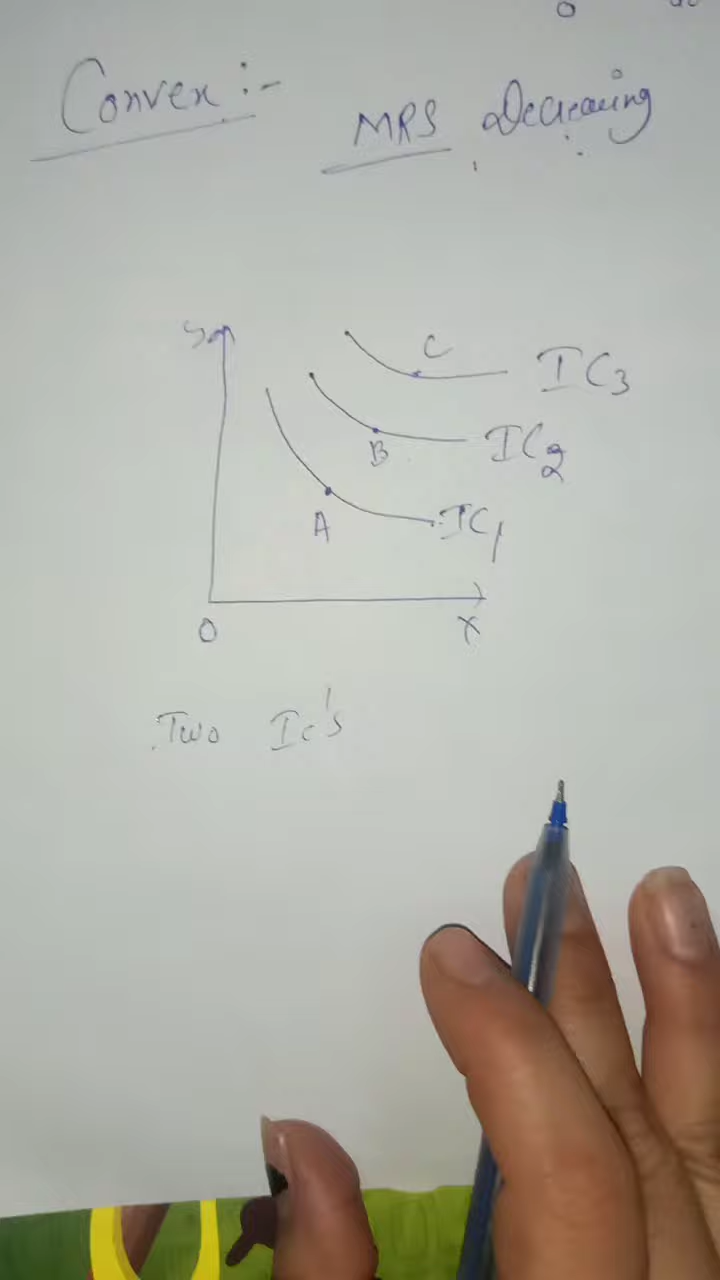 Convex :-
MRS Decreasing
Y
C
IC3
B
IC2
A
IC1
O
X
Two Ic's